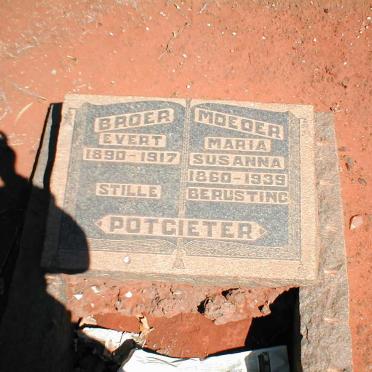 BROER
EVERT
1890-1917
STILLE
MOEDER
MARIA
SUSANNA
1860-1939
BERUSTING
POTGIETER